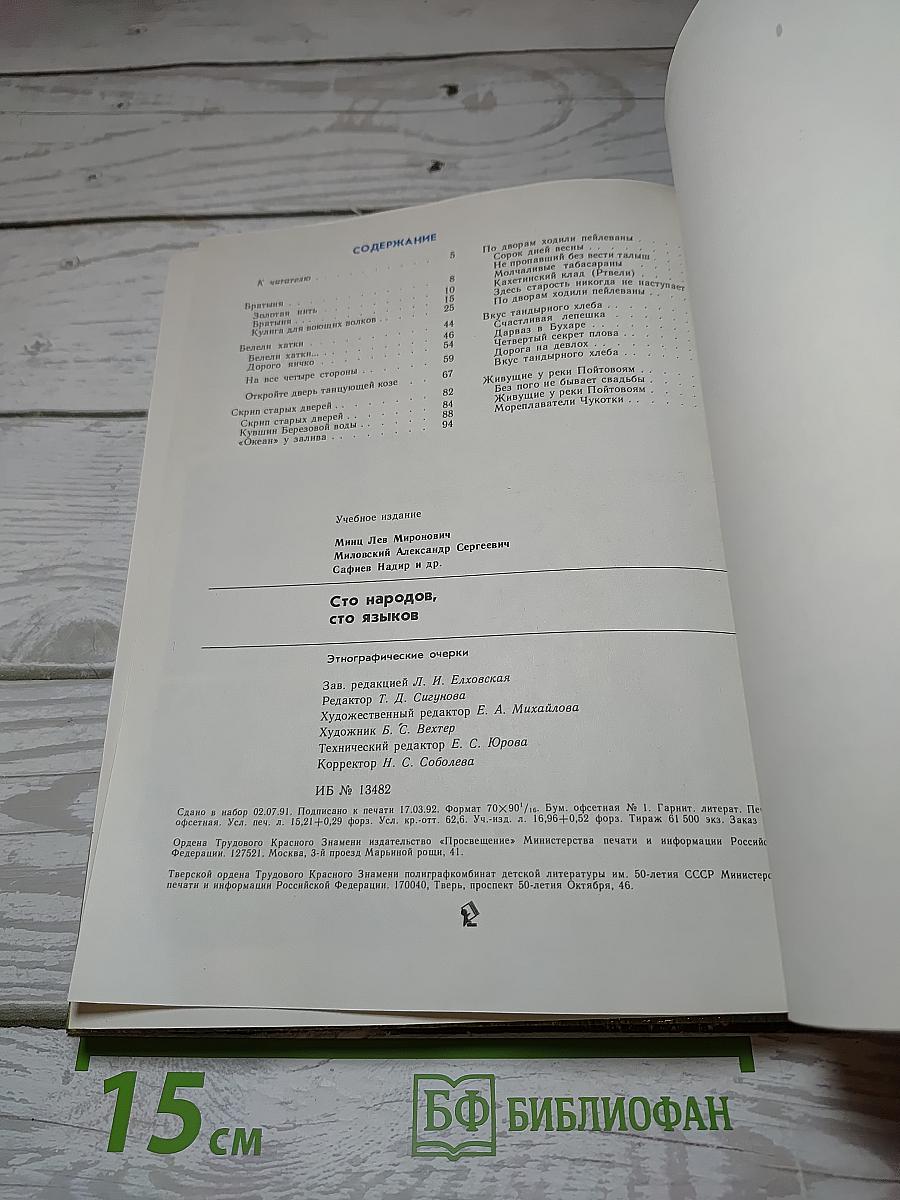 СОДЕРЖАНИЕ
К читателю . . . . . . 5
Братыня . . . . . . 8
Золотая нить . . . . . . 10
Братыня . . . . . . 15
Кулига для воющих волков . . . . . . 25
Белели хатки . . . . . . 44
Белели хатки... . . . . . . 46
Дорого яичко . . . . . . 54
На все четыре стороны . . . . . . 59
Откройте дверь танцующей козе . . 67
Скрип старых дверей . . . . . . 82
Скрип старых дверей . . . . . . 84
Кувшин Березовой воды . . . . . . 88
«Океан» у залива . . . . . . 94
По дворам ходили пейлеваны . . .
Сорок дней весны . . . . . .
Не пропавший без вести талыш . .
Молчаливые табасараны . . .
Кахетинский клад (Ртвели) . . .
Здесь старость никогда не наступает
По дворам ходили пейлеваны . . .
Вкус тандырного хлеба . . . . .
Счастливая лепешка . . . . .
Дарваз в Бухаре . . . . . .
Четвертый секрет плова . . . .
Дорога на девлох . . . . . .
Вкус тандырного хлеба . . . . .
Живущие у реки Пойтовоям . . .
Без пого не бывает свадьбы . . .
Живущие у реки Пойтовоям . . .
Мореплаватели Чукотки . . . .
Учебное издание
Минц Лев Миронович
Миловский Александр Сергеевич
Сафиев Надир и др.
Сто народов,
сто языков
Этнографические очерки
Зав. редакцией Л. И. Елховская
Редактор Т. Д. Сигунова
Художественный редактор Е. А. Михайлова
Художник Б. С. Вехтер
Технический редактор Е. С. Юрова
Корректор Н. С. Соболева
ИБ № 13482
Сдано в набор 02.07.91. Подписано к печати 17.03.92. Формат 70×90¹/₁₆. Бум. офсетная № 1. Гарнит. литерат. Пе
офсетная. Усл. печ. л. 15,21+0,29 форз. Усл. кр.-отт. 62,6. Уч.-изд. л. 16,96+0,52 форз. Тираж 61 500 экз. Заказ
Ордена Трудового Красного Знамени издательство «Просвещение» Министерства печати и информации Российс
Федерации. 127521, Москва, 3-й проезд Марьиной рощи, 41.
Тверской ордена Трудового Красного Знамени полиграфкомбинат детской литературы им. 50-летия СССР Министерс
печати и информации Российской Федерации. 170040, Тверь, проспект 50-летия Октября, 46.
15 см
БФ БИБЛИОФАН